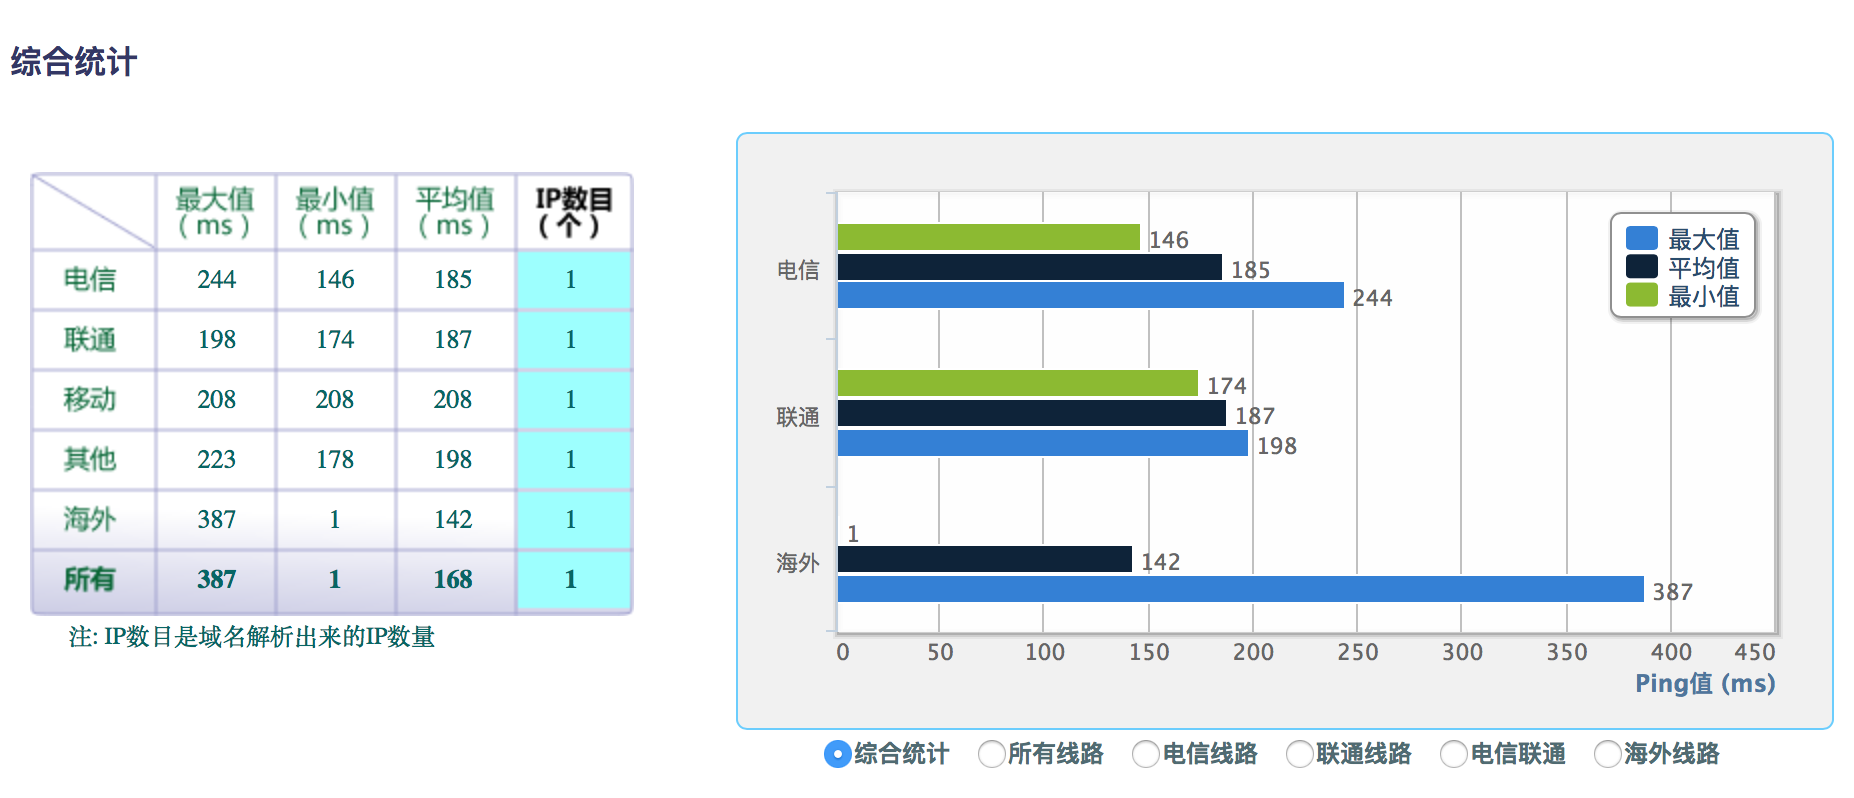 综合统计
最大值 最小值 平均值 IP数目
（ms） （ms） （ms） （个）
电信 244 146 185 1
联通 198 174 187 1
移动 208 208 208 1
其他 223 178 198 1
海外 387 1 142 1
所有 387 1 168 1
注: IP数目是域名解析出来的IP数量
最大值
平均值
最小值
电信
146
185
244
联通
174
187
198
海外
1
142
387
0 50 100 150 200 250 300 350 400 450
Ping值 (ms)
综合统计 所有线路 电信线路 联通线路 电信联通 海外线路